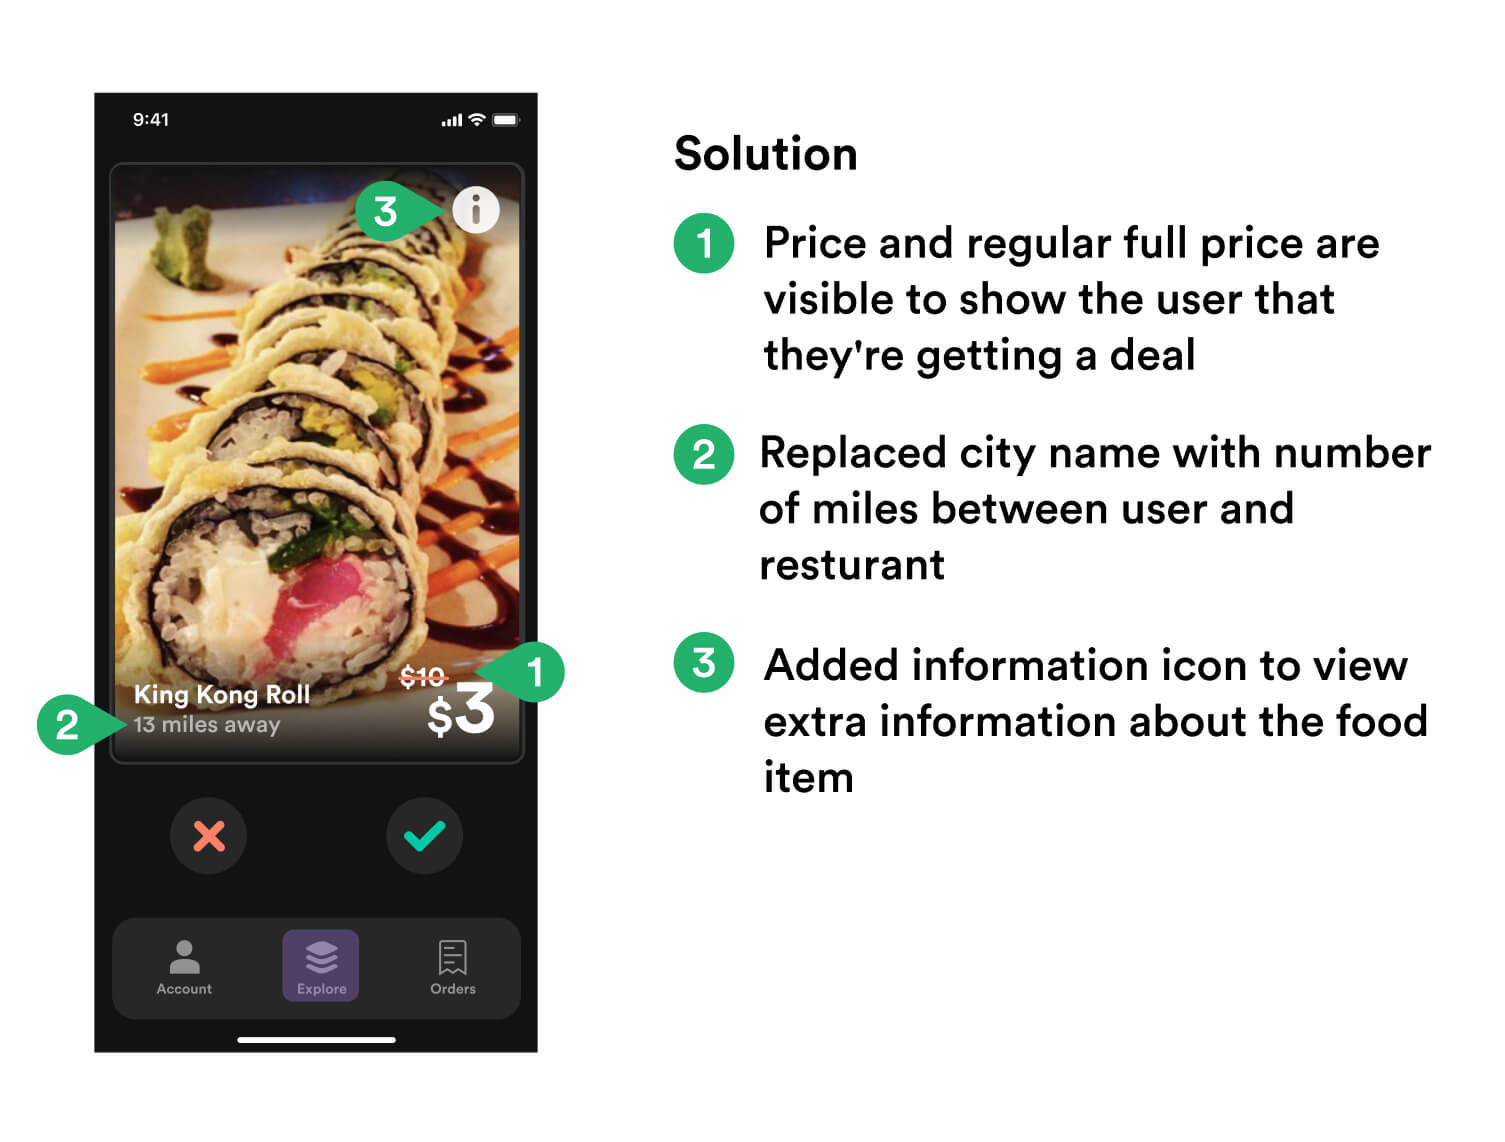 9:41
3
$10
1
King Kong Roll
$3
2
13 miles away
Account
Explore
Orders
Solution
1
Price and regular full price are
visible to show the user that
they're getting a deal
2
Replaced city name with number
of miles between user and
resturant
3
Added information icon to view
extra information about the food
item